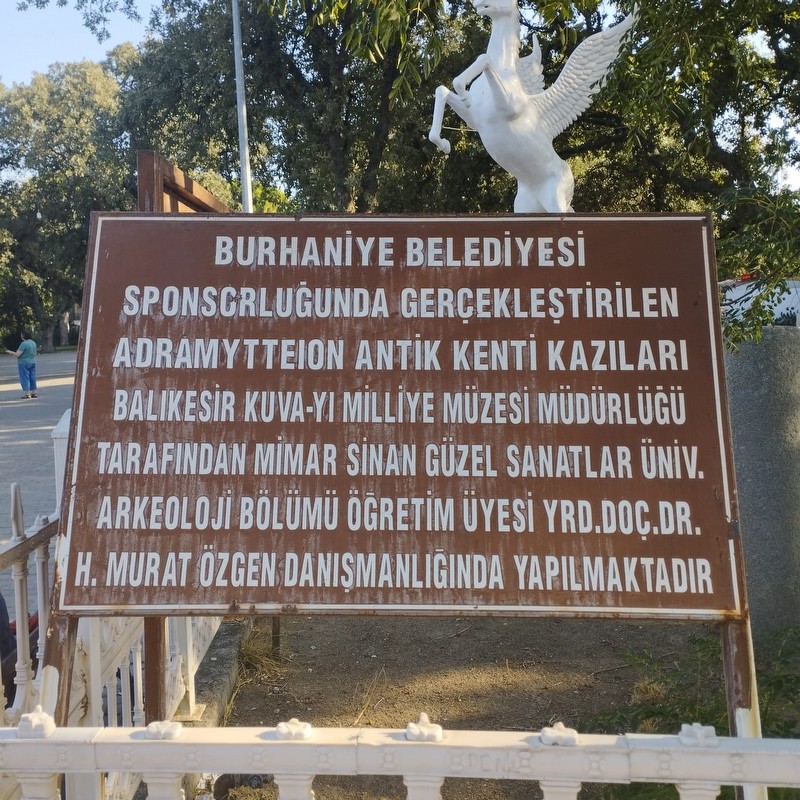 BURHANİYE BELEDİYESİ
SPONSORLUĞUNDA GERÇEKLEŞTİRİLEN
ADRAMYTTEION ANTİK KENTİ KAZILARI
BALIKESİR KUVA-YI MİLLİYE MÜZESİ MÜDÜRLÜĞÜ
TARAFINDAN MİMAR SİNAN GÜZEL SANATLAR ÜNİV.
ARKEOLOJİ BÖLÜMÜ ÖĞRETİM ÜYESİ YRD.DOÇ.DR.
H. MURAT ÖZGEN DANIŞMANLIĞINDA YAPILMAKTADIR